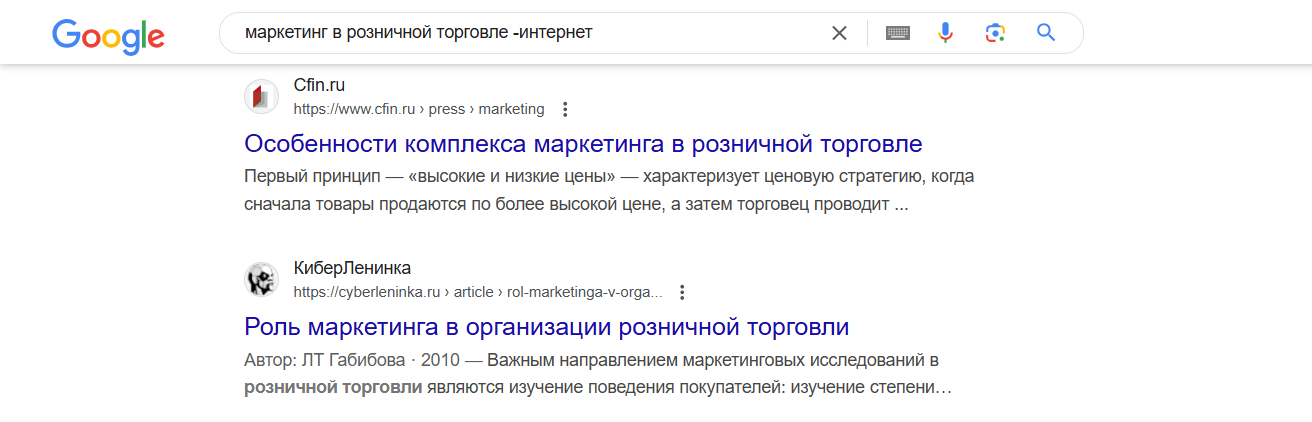 Google
маркетинг в розничной торговле -интернет
Cfin.ru
https://www.cfin.ru › press › marketing
Особенности комплекса маркетинга в розничной торговле
Первый принцип — «высокие и низкие цены» — характеризует ценовую стратегию, когда
сначала товары продаются по более высокой цене, а затем торговец проводит ...
КиберЛенинка
https://cyberleninka.ru › article › rol-marketinga-v-orga...
Роль маркетинга в организации розничной торговли
Автор: ЛТ Габибова · 2010 — Важным направлением маркетинговых исследований в
розничной торговли являются изучение поведения покупателей: изучение степени…